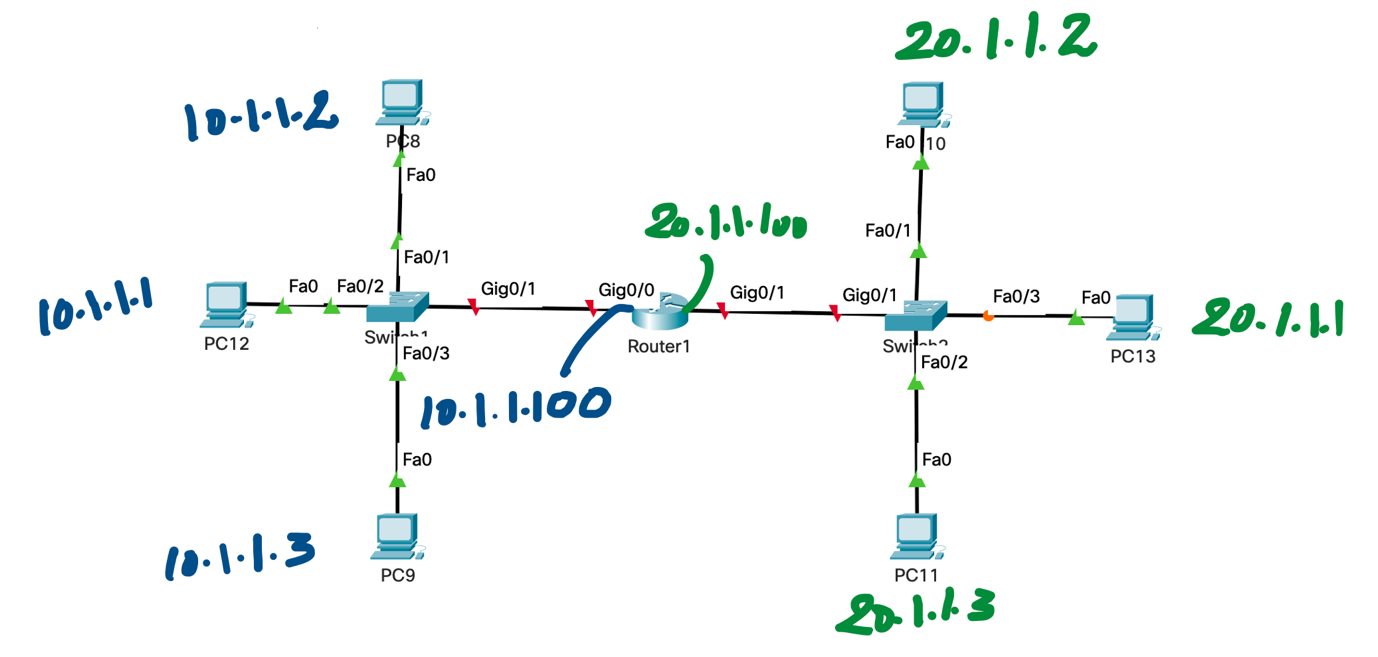 20.1.1.2
10.1.1.2
PC8
Fa0 10
Fa0
20.1.1.100
Fa0/1
Fa0/1
10.1.1.1
Fa0
Fa0/2
Gig0/1
Gig0/0
Gig0/1
Gig0/1
Fa0/3
Fa0
20.1.1.1
PC12
Switch1
Router1
Switch2
PC13
Fa0/3
Fa0/2
10.1.1.100
Fa0
Fa0
10.1.1.3
PC9
PC11
20.1.1.3